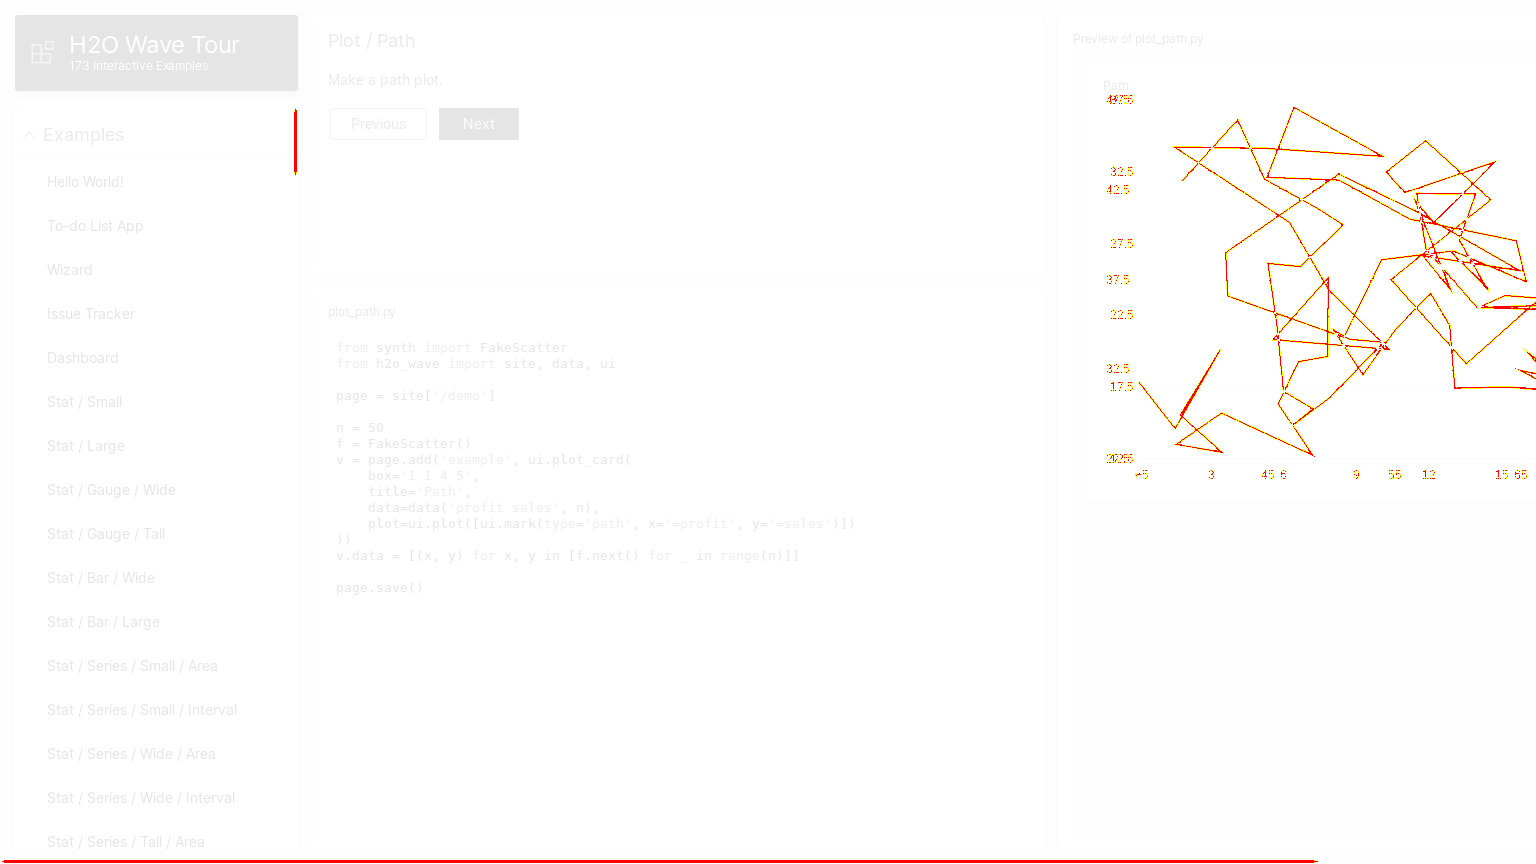 H2O Wave Tour
173 Interactive Examples
Examples
Hello World!
To-do List App
Wizard
Issue Tracker
Dashboard
Stat / Small
Stat / Large
Stat / Gauge / Wide
Stat / Gauge / Tall
Stat / Bar / Wide
Stat / Bar / Large
Stat / Series / Small / Area
Stat / Series / Small / Interval
Stat / Series / Wide / Area
Stat / Series / Wide / Interval
Stat / Series / Tall / Area
Plot / Path
Make a path plot.
Previous Next
plot_path.py
from synth import FakeScatter
from h2o_wave import site, data, ui
page = site['/demo']
n = 50
f = FakeScatter()
v = page.add('example', ui.plot_card(
box='1 1 4 5',
title='Path',
data=data('profit sales', n),
plot=ui.plot([ui.mark(type='path', x='=profit', y='=sales')])
))
v.data = [(x, y) for x, y in [f.next() for _ in range(n)]]
page.save()
Preview of plot_path.py
Path
32.5
42.5
27.5
37.5
22.5
32.5
17.5
3 45 6 9 55 12 15 65